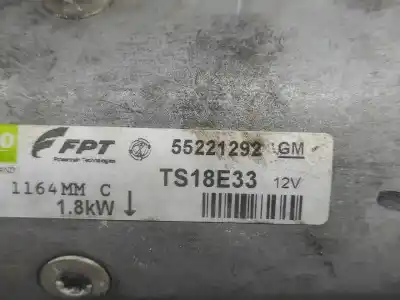 O FPT 55221292 GM
Powertrain Technologies
TS18E33 12V
1164MM C
1.8kW ↓